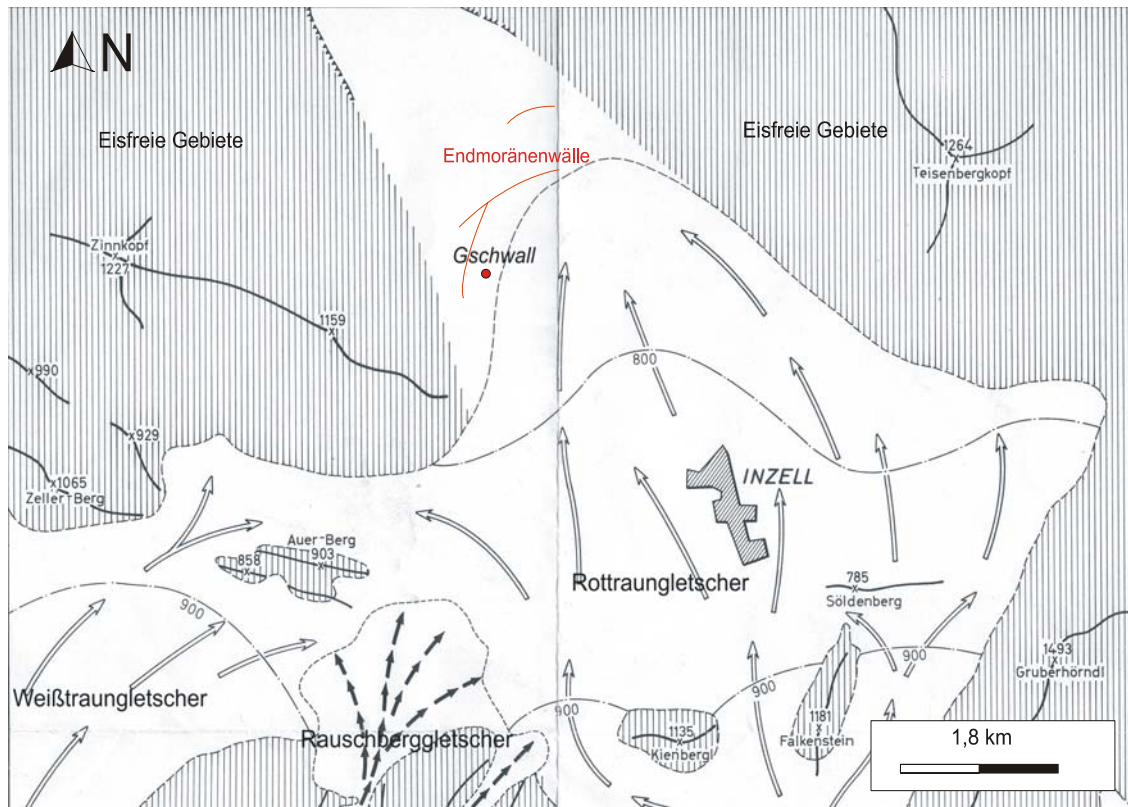 N
Eisfreie Gebiete
Eisfreie Gebiete
1264
Teisenbergkopf
Endmoränenwälle
Gschwall
Zinnkopf
1227
1159
990
800
929
1065
Zeller-Berg
INZELL
Auer-Berg
903
858
Rottraungletscher
785
Söldenberg
900
1493
Gruberhörndl
900
900
900
Weißtraungletscher
Rauschberggletscher
1135
Kienbergl
1181
Falkenstein
1,8 km